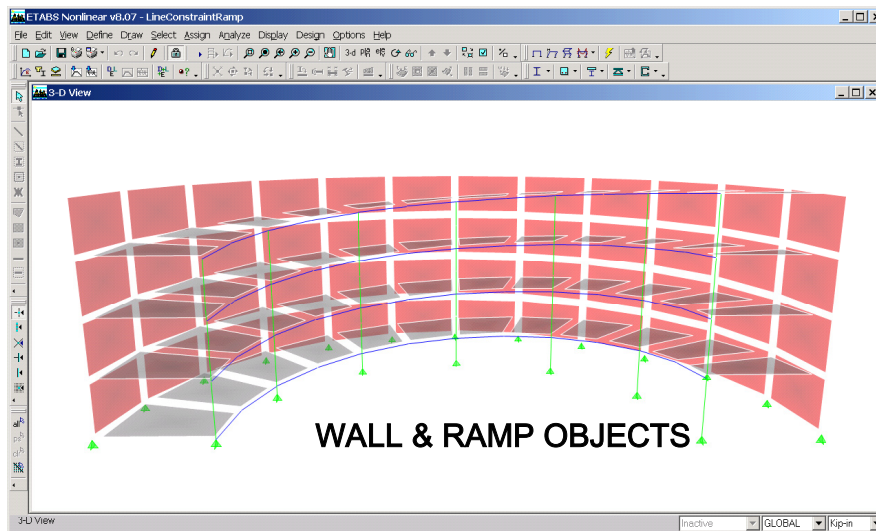 ETABS Nonlinear v8.07 - LineConstraintRamp
File Edit View Define Draw Select Assign Analyze Display Design Options Help
3-d
3-D View
WALL & RAMP OBJECTS
3-D View
Inactive
GLOBAL
Kip-in